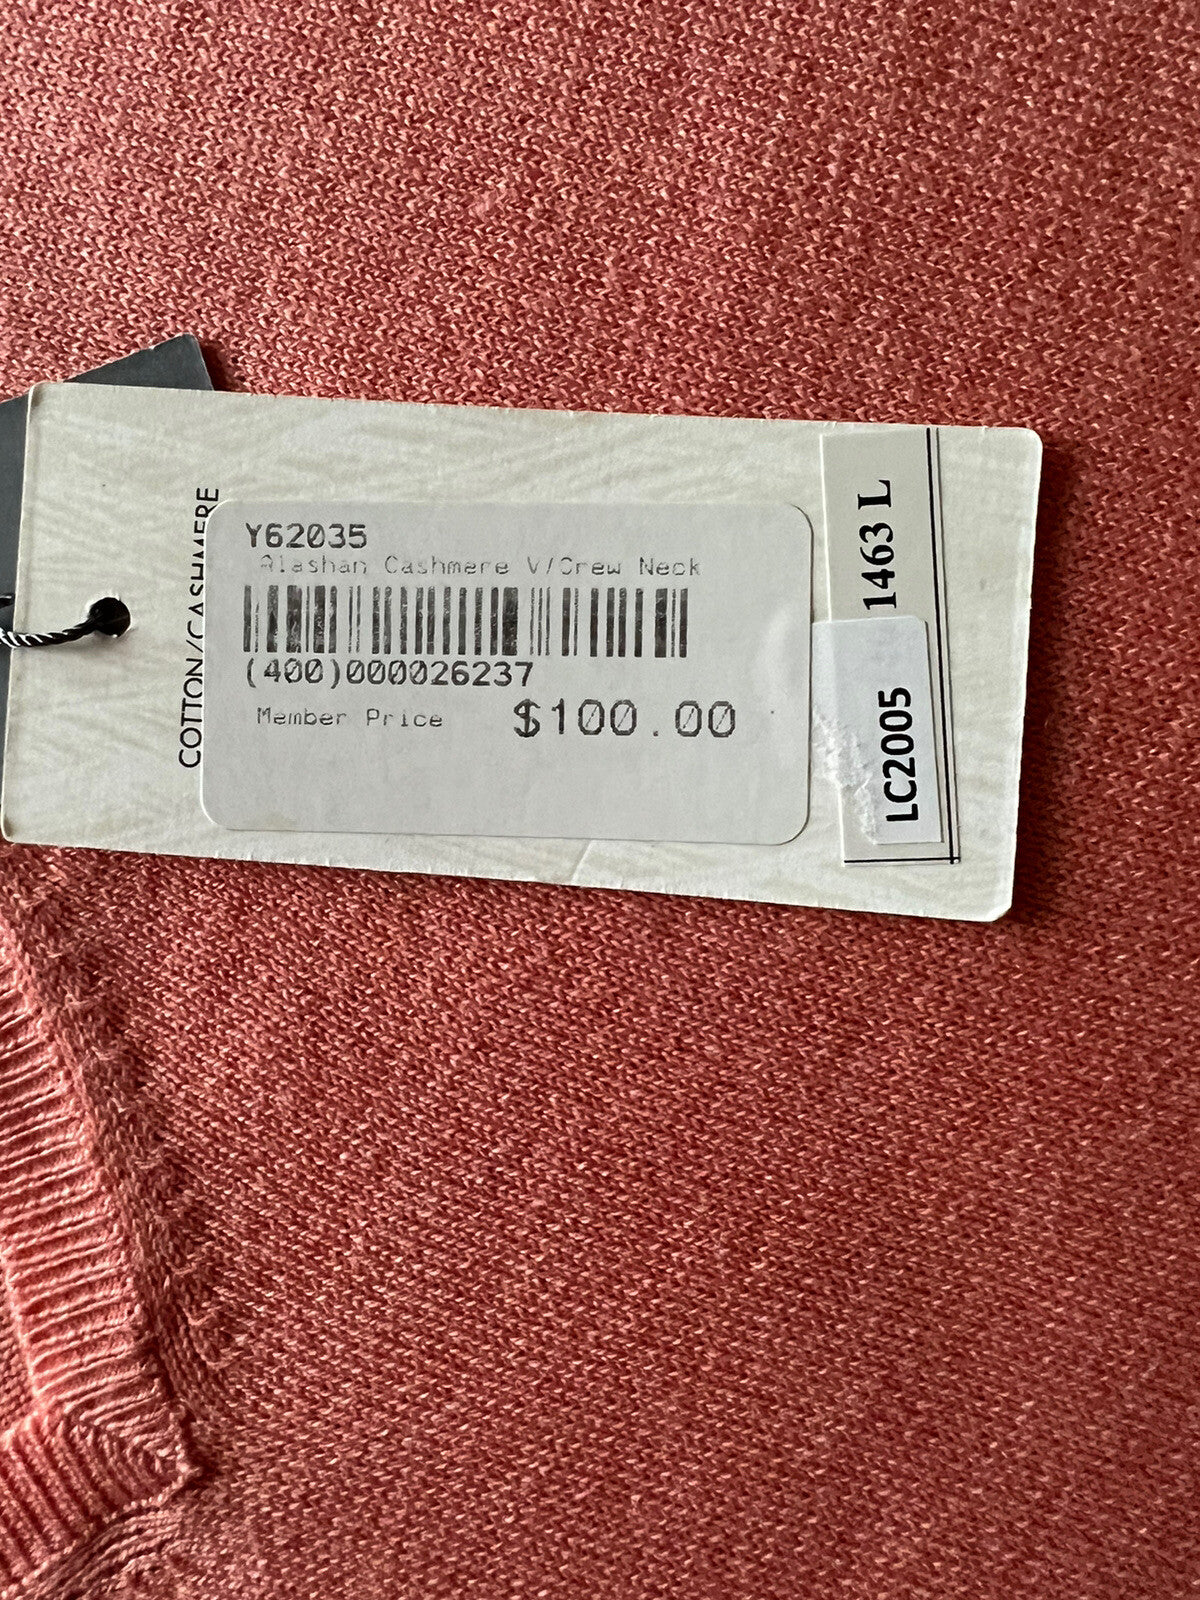 COTTON/CASHMERE
Y62035
Alashan Cashmere V/Crew Neck
(400)000026237
Member Price $100.00
1463 L
LC2005